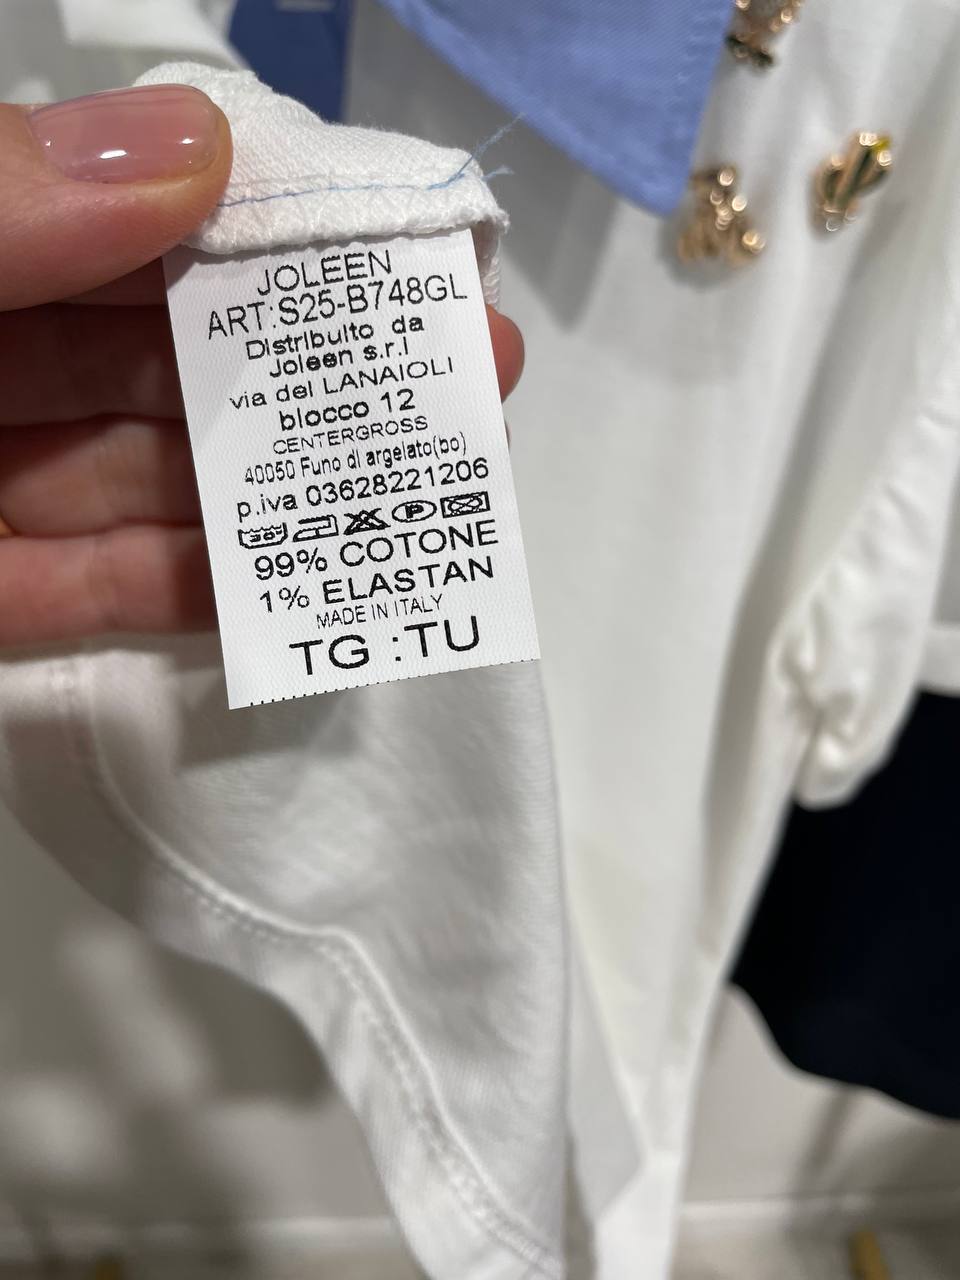 JOLEEN
ART:S25-B748GL
Distribuito da
Joleen s.r.l
via del LANAIOLI
blocco 12
CENTERGROSS
40050 Funo di argelato(bo)
p.iva 03628221206
30 P
99% COTONE
1% ELASTAN
MADE IN ITALY
TG :TU